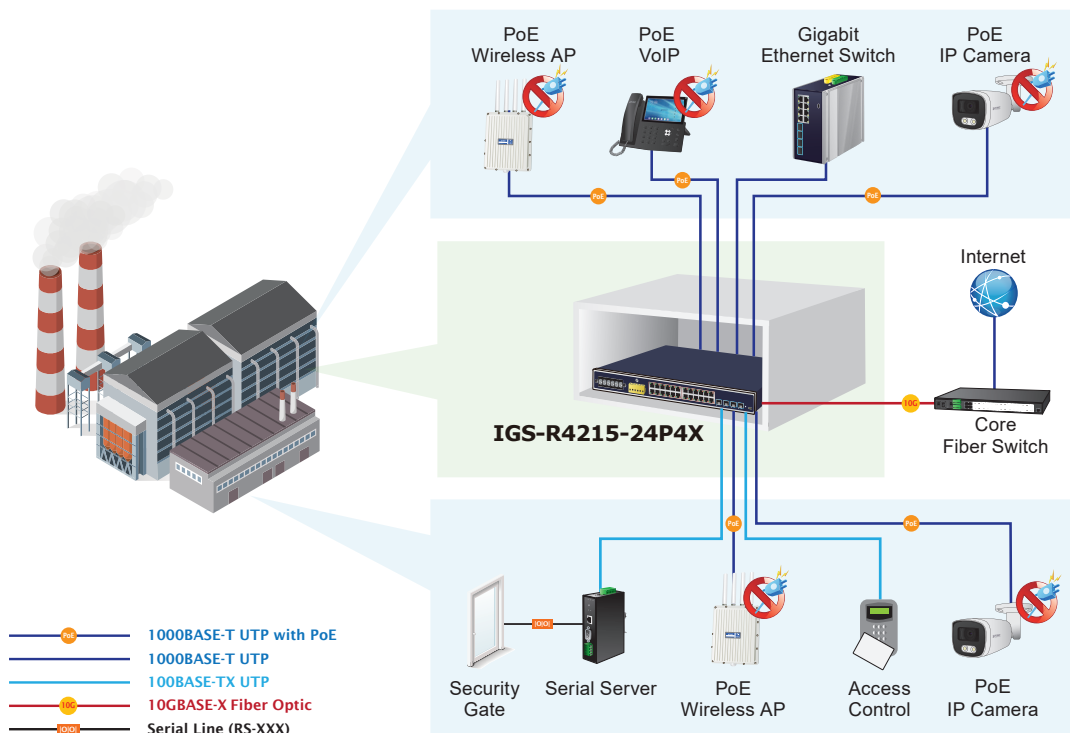 PoE
Wireless AP
PoE
VoIP
Gigabit
Ethernet Switch
PoE
IP Camera
PoE
PoE
PoE
Internet
IGS-R4215-24P4X
10G
Core
Fiber Switch
PoE
PoE
IOIOI
Security
Gate
Serial Server
PoE
Wireless AP
Access
Control
PoE
IP Camera
PoE
1000BASE-T UTP with PoE
1000BASE-T UTP
100BASE-TX UTP
10G
10GBASE-X Fiber Optic
IOIOI
Serial Line (RS-XXX)